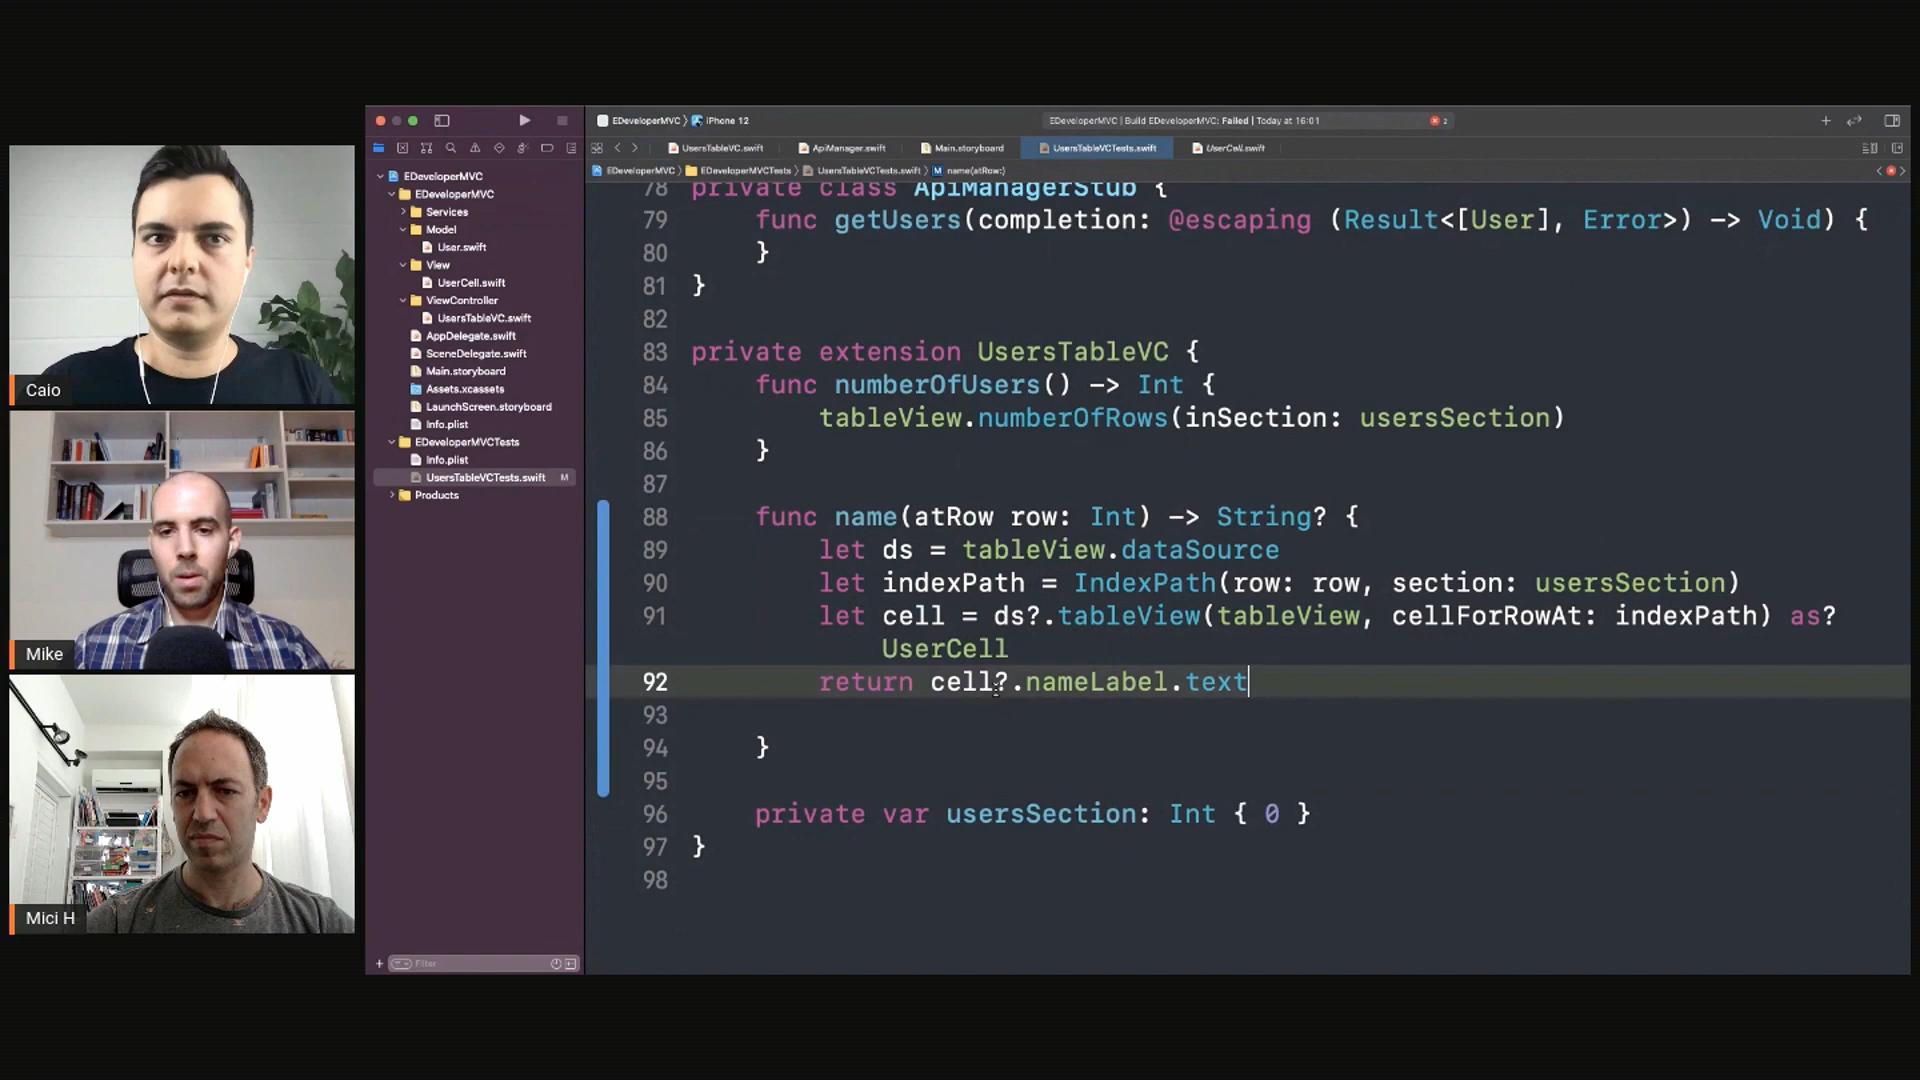 Caio
Mike
Mici H
EDeveloperMVC
EDeveloperMVC
Services
Model
User.swift
View
UserCell.swift
ViewController
UsersTableVC.swift
AppDelegate.swift
SceneDelegate.swift
Main.storyboard
Assets.xcassets
LaunchScreen.storyboard
Info.plist
EDeveloperMVCTests
Info.plist
UsersTableVCTests.swift M
Products
Filter
EDeveloperMVC iPhone 12
EDeveloperMVC | Build EDeveloperMVC: Failed | Today at 16:01 2
UsersTableVC.swift ApiManager.swift Main.storyboard UsersTableVCTests.swift UserCell.swift
EDeveloperMVC EDeveloperMVCTests UsersTableVCTests.swift M name(atRow:)
78 private class ApiManagerStub {
79 func getUsers(completion: @escaping (Result<[User], Error>) -> Void) {
80 }
81 }
82
83 private extension UsersTableVC {
84 func numberOfUsers() -> Int {
85 tableView.numberOfRows(inSection: usersSection)
86 }
87
88 func name(atRow row: Int) -> String? {
89 let ds = tableView.dataSource
90 let indexPath = IndexPath(row: row, section: usersSection)
91 let cell = ds?.tableView(tableView, cellForRowAt: indexPath) as?
UserCell
92 return cell?.nameLabel.text
93
94 }
95
96 private var usersSection: Int { 0 }
97 }
98